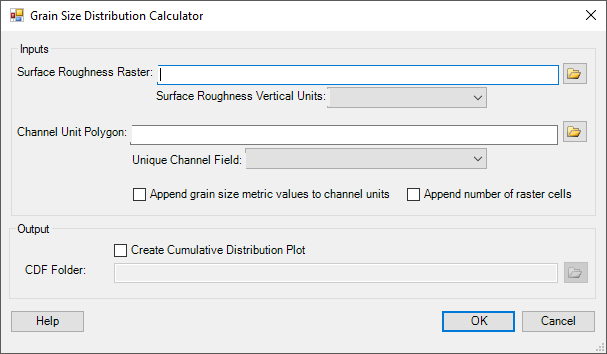 Grain Size Distribution Calculator
Inputs
Surface Roughness Raster:
Surface Roughness Vertical Units:
Channel Unit Polygon:
Unique Channel Field:
Append grain size metric values to channel units Append number of raster cells
Output
Create Cumulative Distribution Plot
CDF Folder:
Help OK Cancel